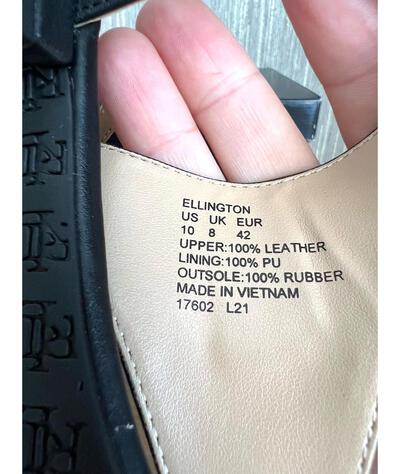 ELLINGTON
US UK EUR
10 8 42
UPPER:100% LEATHER
LINING:100% PU
OUTSOLE:100% RUBBER
MADE IN VIETNAM
17602 L21